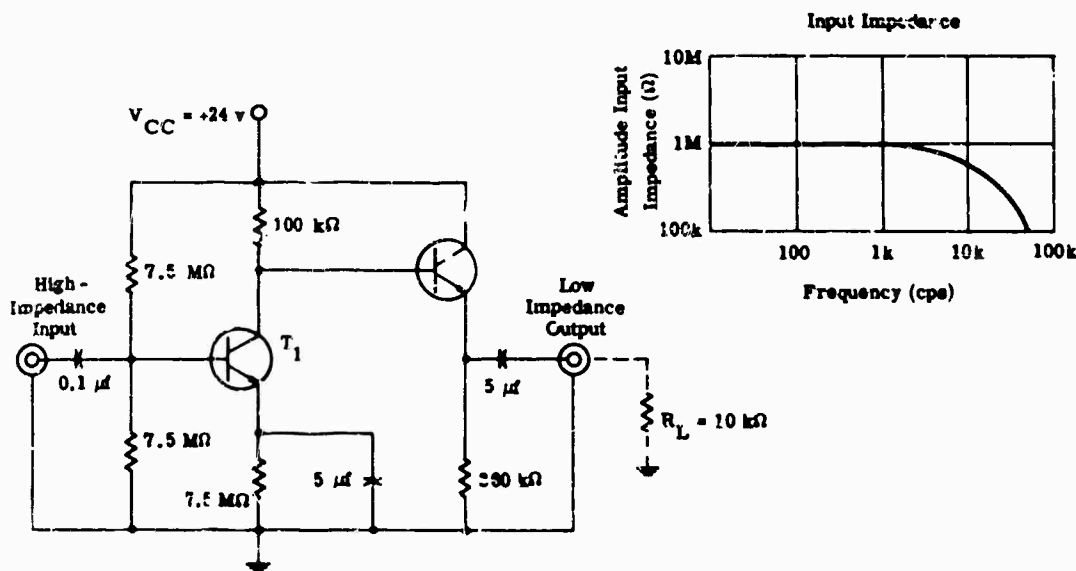 Input Impedance
Amplitude Input
Impedance (Ω)
10M
1M
100k
100
1k
10k
100k
Frequency (cps)
V_CC = +24 v
100 kΩ
7.5 MΩ
High-
Impedance
Input
T_1
0.1 μf
Low
Impedance
Output
5 μf
R_L = 10 kΩ
7.5 MΩ
7.5 MΩ
5 μf
kΩ